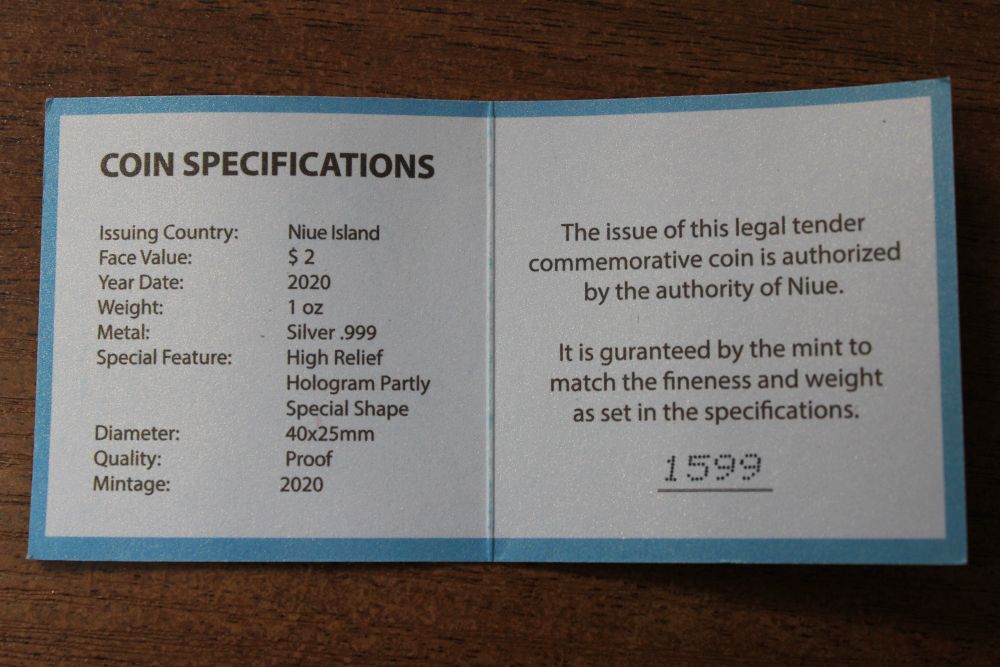 COIN SPECIFICATIONS
Issuing Country: Niue Island
Face Value: $ 2
Year Date: 2020
Weight: 1 oz
Metal: Silver .999
Special Feature: High Relief
Hologram Partly
Special Shape
Diameter: 40x25mm
Quality: Proof
Mintage: 2020
The issue of this legal tender
commemorative coin is authorized
by the authority of Niue.
It is guranteed by the mint to
match the fineness and weight
as set in the specifications.
1599